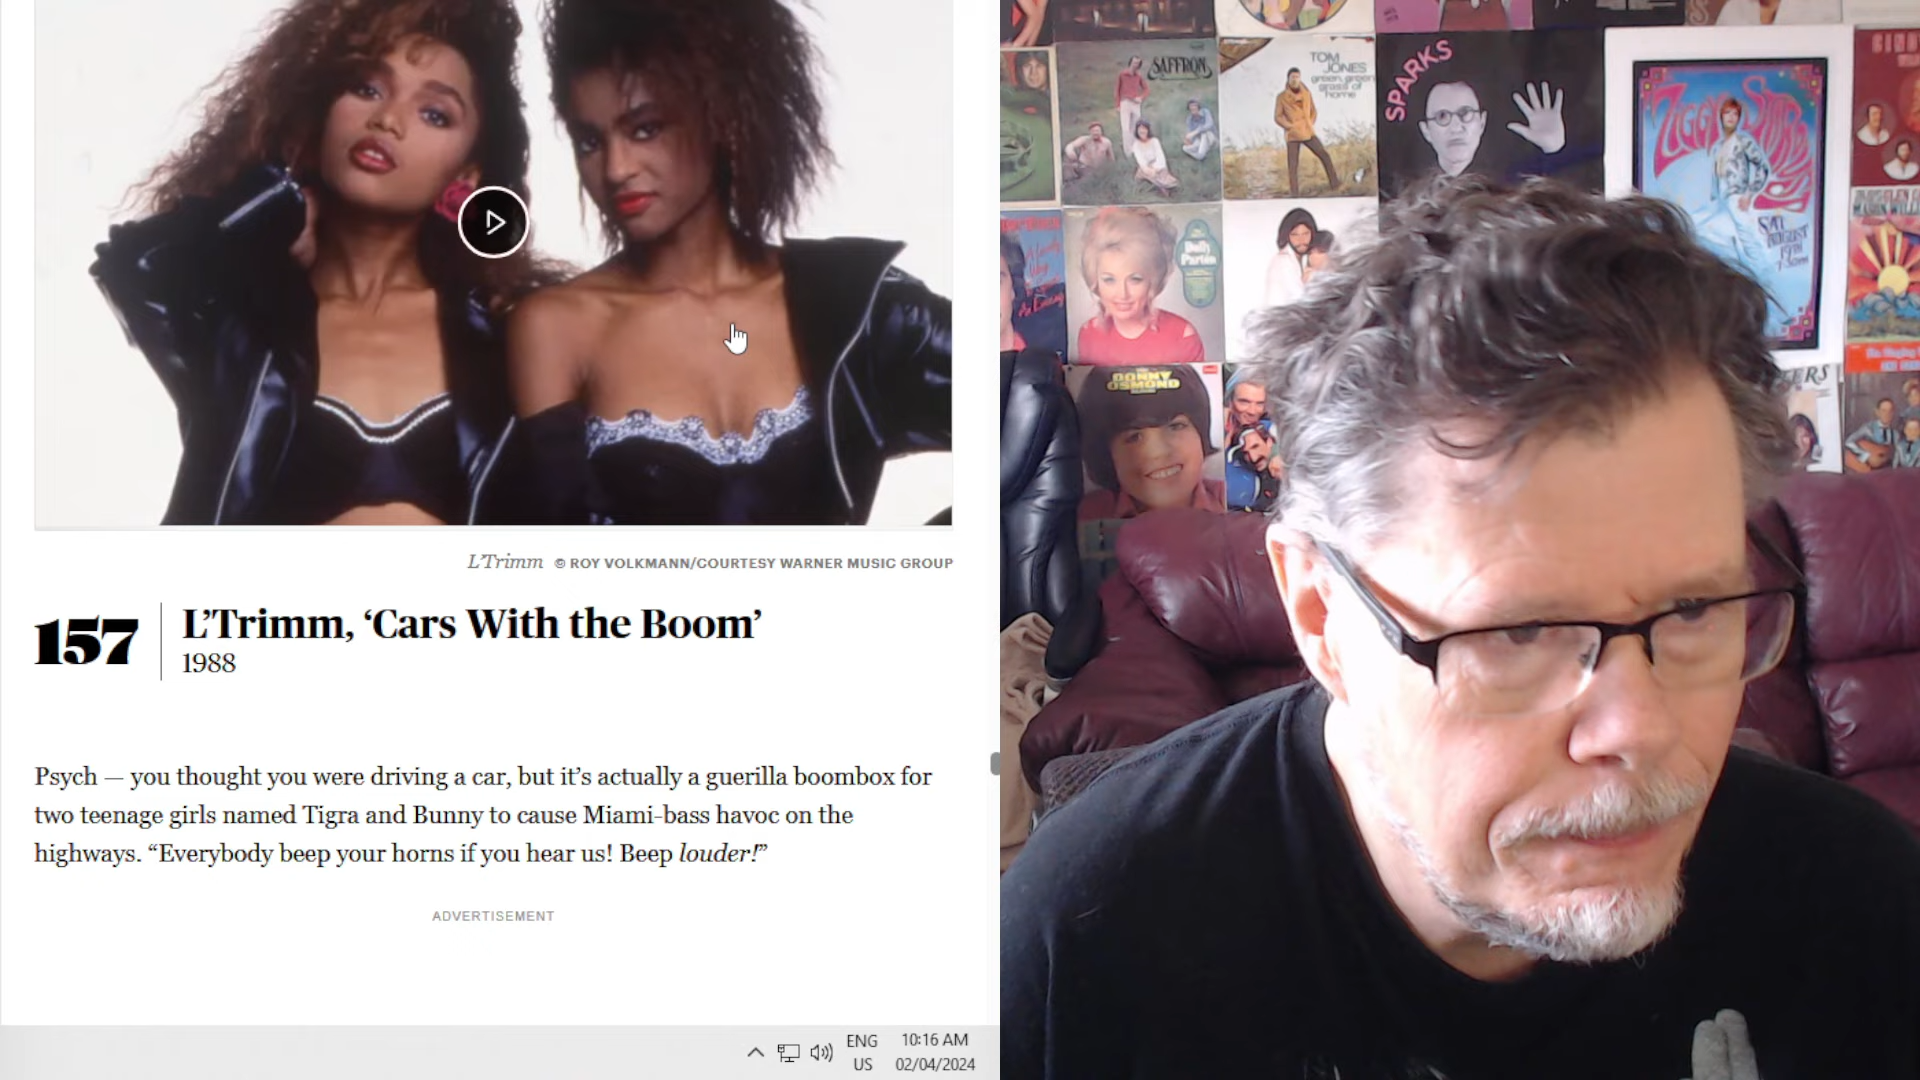 L'Trimm © ROY VOLKMANN/COURTESY WARNER MUSIC GROUP
157
L'Trimm, ‘Cars With the Boom’
1988
Psych — you thought you were driving a car, but it's actually a guerilla boombox for
two teenage girls named Tigra and Bunny to cause Miami-bass havoc on the
highways. “Everybody beep your horns if you hear us! Beep louder!”
ADVERTISEMENT
ENG
US
10:16 AM
02/04/2024
SAFFRON
TOM
JONES
green, green
grass of
home
SPARKS
ZIGGY
SAT
AUGUST
Dolly
Parton
DONNY
OSMOND